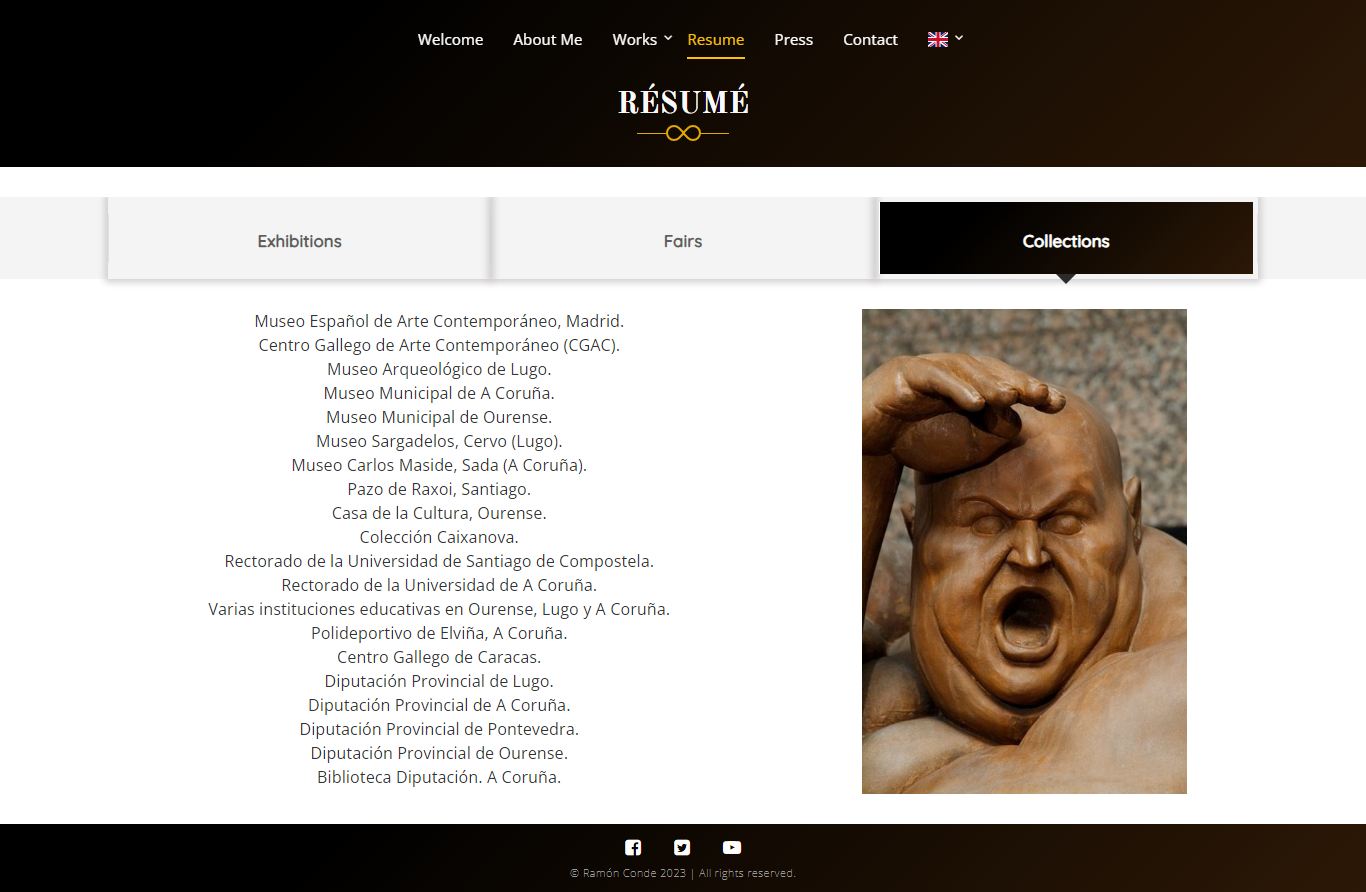 Welcome About Me Works Resume Press Contact
RÉSUMÉ
Exhibitions Fairs Collections
Museo Español de Arte Contemporáneo, Madrid.
Centro Gallego de Arte Contemporáneo (CGAC).
Museo Arqueológico de Lugo.
Museo Municipal de A Coruña.
Museo Municipal de Ourense.
Museo Sargadelos, Cervo (Lugo).
Museo Carlos Maside, Sada (A Coruña).
Pazo de Raxoi, Santiago.
Casa de la Cultura, Ourense.
Colección Caixanova.
Rectorado de la Universidad de Santiago de Compostela.
Rectorado de la Universidad de A Coruña.
Varias instituciones educativas en Ourense, Lugo y A Coruña.
Polideportivo de Elviña, A Coruña.
Centro Gallego de Caracas.
Diputación Provincial de Lugo.
Diputación Provincial de A Coruña.
Diputación Provincial de Pontevedra.
Diputación Provincial de Ourense.
Biblioteca Diputación. A Coruña.
© Ramón Conde 2023 | All rights reserved.